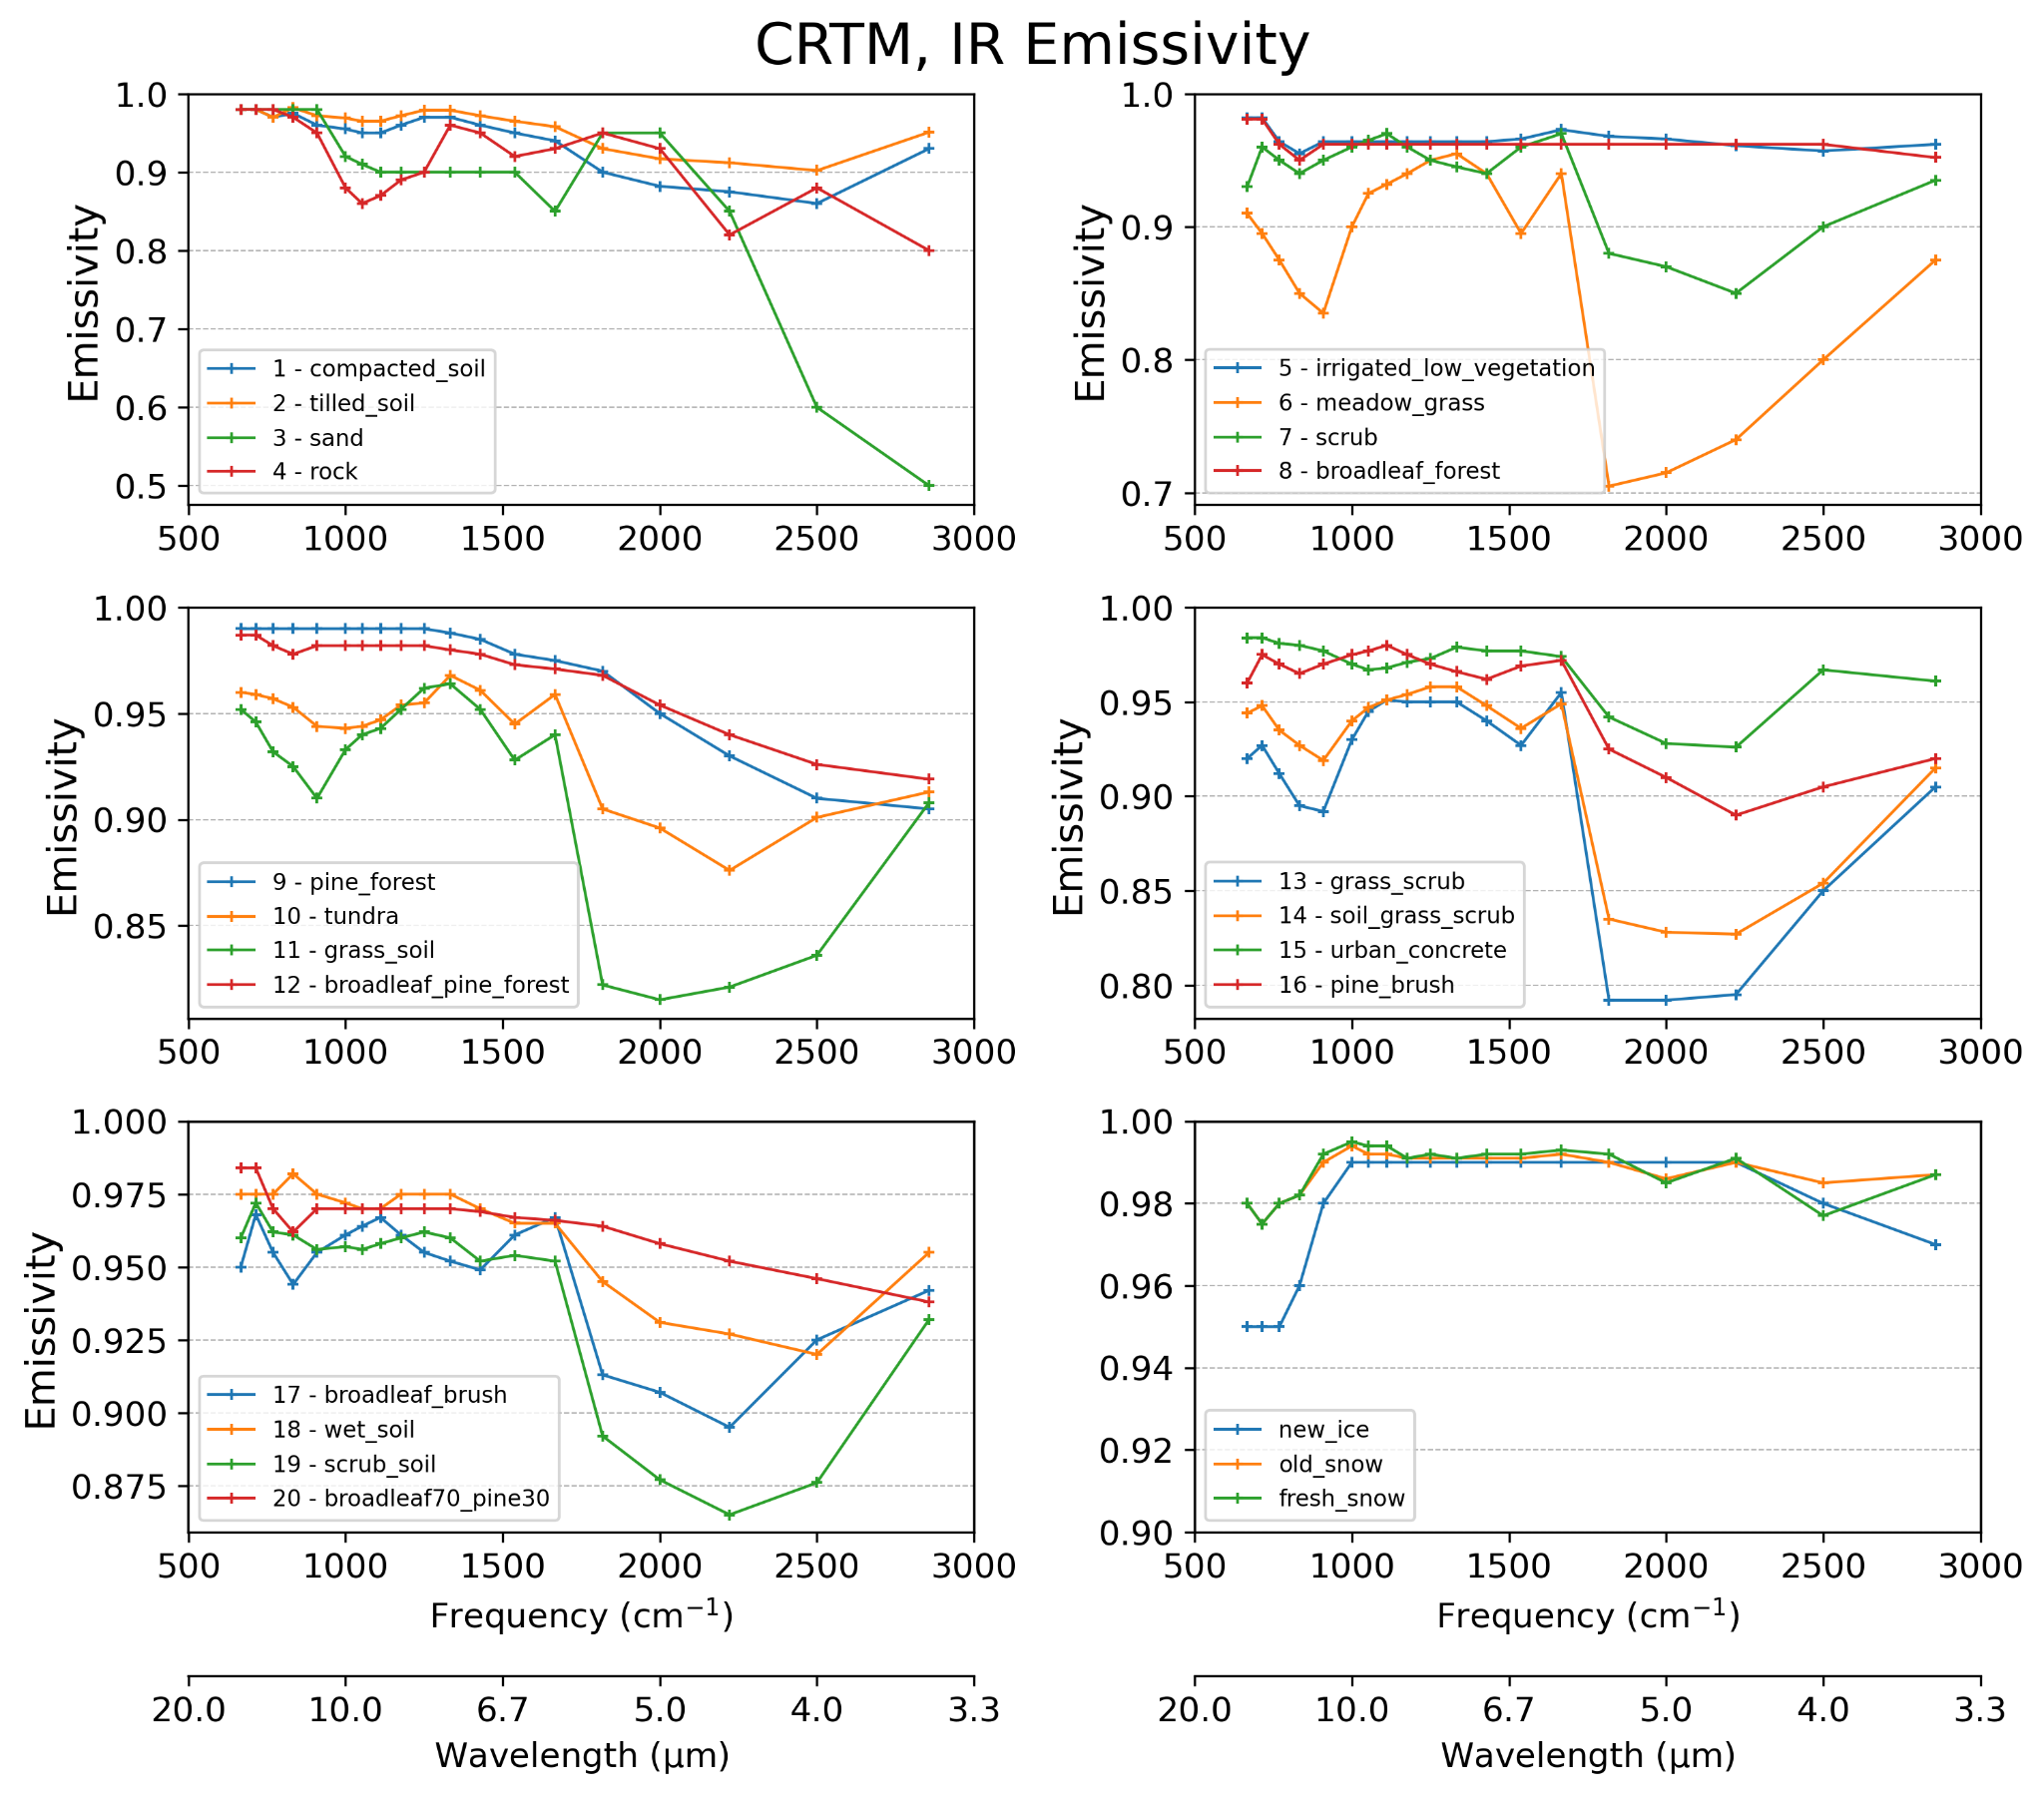 CRTM, IR Emissivity
1.0
0.9
0.8
0.7
0.6
0.5
Emissivity
1 - compacted_soil
2 - tilled_soil
3 - sand
4 - rock
500 1000 1500 2000 2500 3000
1.0
0.9
0.8
0.7
Emissivity
5 - irrigated_low_vegetation
6 - meadow_grass
7 - scrub
8 - broadleaf_forest
500 1000 1500 2000 2500 3000
1.00
0.95
0.90
0.85
Emissivity
9 - pine_forest
10 - tundra
11 - grass_soil
12 - broadleaf_pine_forest
500 1000 1500 2000 2500 3000
1.00
0.95
0.90
0.85
0.80
Emissivity
13 - grass_scrub
14 - soil_grass_scrub
15 - urban_concrete
16 - pine_brush
500 1000 1500 2000 2500 3000
1.000
0.975
0.950
0.925
0.900
0.875
Emissivity
17 - broadleaf_brush
18 - wet_soil
19 - scrub_soil
20 - broadleaf70_pine30
500 1000 1500 2000 2500 3000
Frequency (cm⁻¹)
20.0 10.0 6.7 5.0 4.0 3.3
Wavelength (μm)
1.00
0.98
0.96
0.94
0.92
0.90
new_ice
old_snow
fresh_snow
500 1000 1500 2000 2500 3000
Frequency (cm⁻¹)
20.0 10.0 6.7 5.0 4.0 3.3
Wavelength (μm)